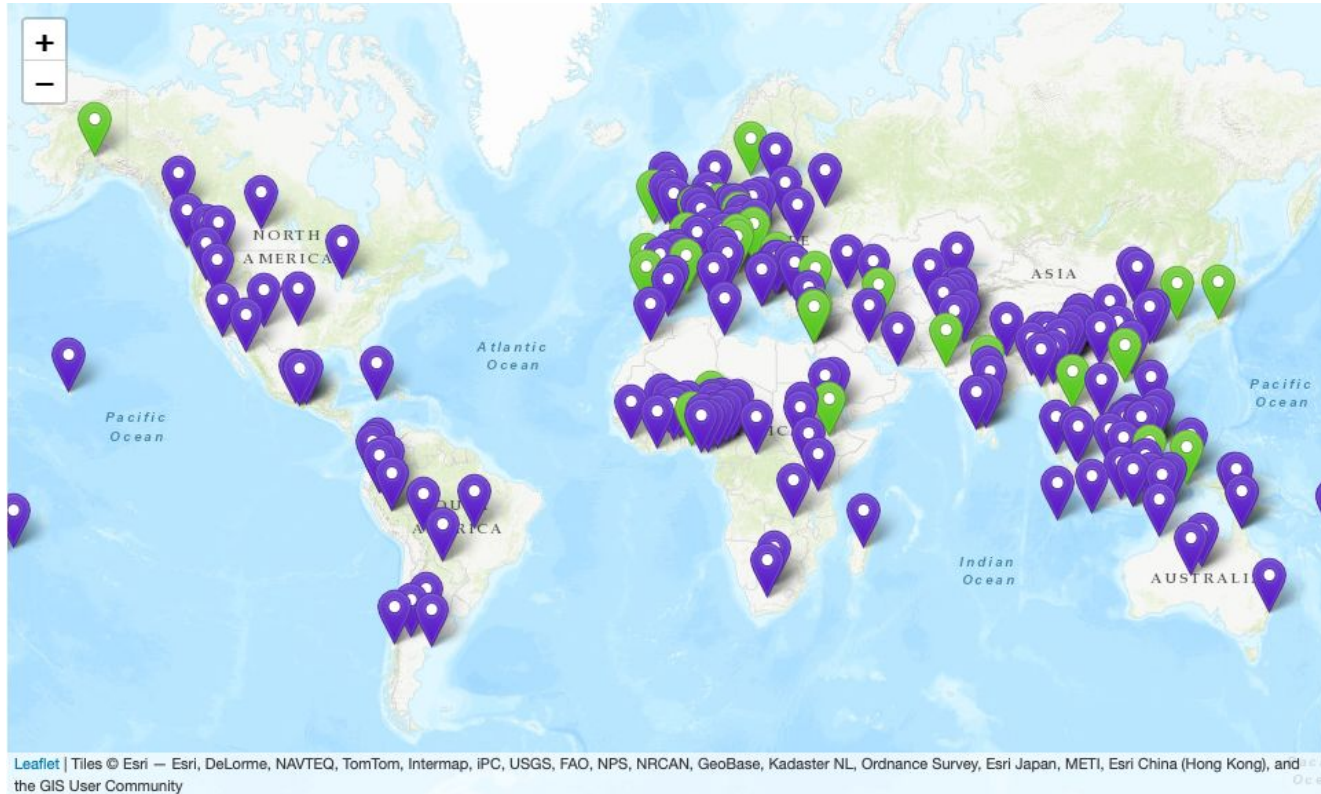 +
−
NORTH
AMERICA
ASIA
Atlantic
Ocean
Pacific
Ocean
Pacific
Ocean
Indian
Ocean
AUSTRALI
Leaflet | Tiles © Esri — Esri, DeLorme, NAVTEQ, TomTom, Intermap, iPC, USGS, FAO, NPS, NRCAN, GeoBase, Kadaster NL, Ordnance Survey, Esri Japan, METI, Esri China (Hong Kong), and
the GIS User Community